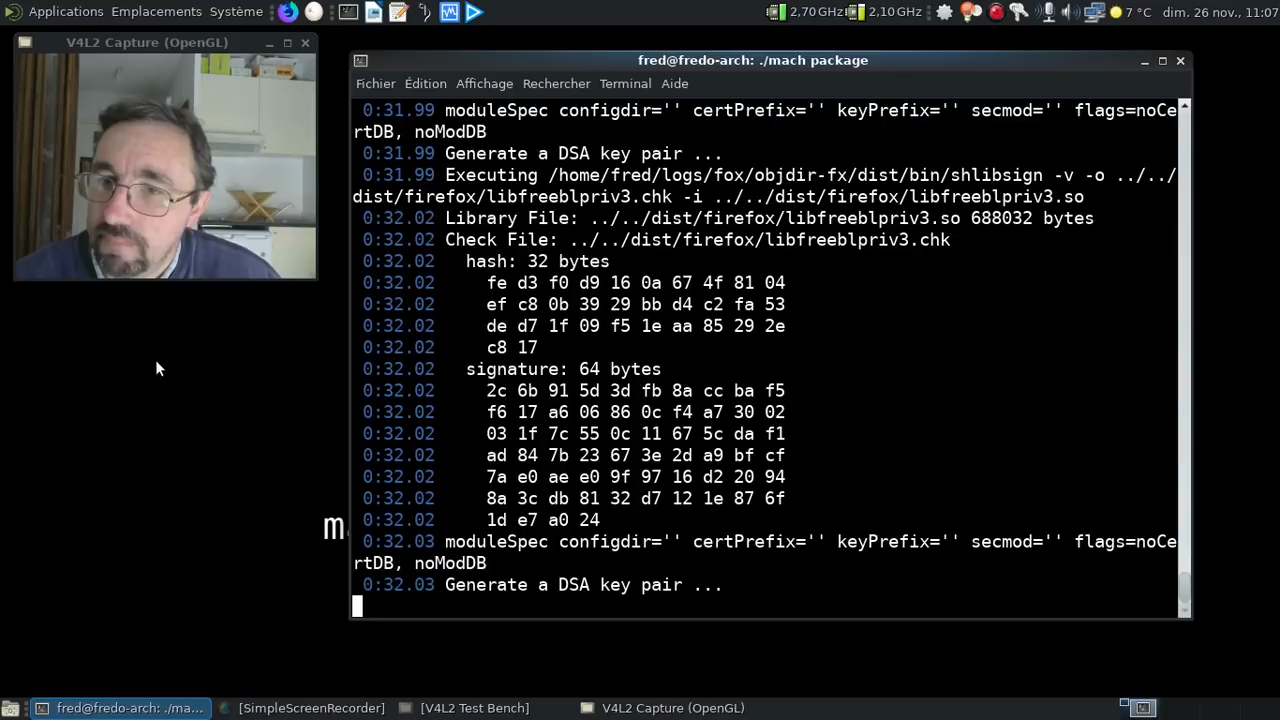 Applications Emplacements Système
2,70 GHz 2,10 GHz 7 °C dim. 26 nov., 11:07
V4L2 Capture (OpenGL)
fred@fredo-arch: ./mach package
Fichier Édition Affichage Rechercher Terminal Aide
0:31.99 moduleSpec configdir='' certPrefix='' keyPrefix='' secmod='' flags=noCe
rtDB, noModDB
0:31.99 Generate a DSA key pair ...
0:31.99 Executing /home/fred/logs/fox/objdir-fx/dist/bin/shlibsign -v -o ../../
dist/firefox/libfreeblpriv3.chk -i ../../dist/firefox/libfreeblpriv3.so
0:32.02 Library File: ../../dist/firefox/libfreeblpriv3.so 688032 bytes
0:32.02 Check File: ../../dist/firefox/libfreeblpriv3.chk
0:32.02 hash: 32 bytes
0:32.02 fe d3 f0 d9 16 0a 67 4f 81 04
0:32.02 ef c8 0b 39 29 bb d4 c2 fa 53
0:32.02 de d7 1f 09 f5 1e aa 85 29 2e
0:32.02 c8 17
0:32.02 signature: 64 bytes
0:32.02 2c 6b 91 5d 3d fb 8a cc ba f5
0:32.02 f6 17 a6 06 86 0c f4 a7 30 02
0:32.02 03 1f 7c 55 0c 11 67 5c da f1
0:32.02 ad 84 7b 23 67 3e 2d a9 bf cf
0:32.02 7a e0 ae e0 9f 97 16 d2 20 94
0:32.02 8a 3c db 81 32 d7 12 1e 87 6f
0:32.02 1d e7 a0 24
0:32.03 moduleSpec configdir='' certPrefix='' keyPrefix='' secmod='' flags=noCe
rtDB, noModDB
0:32.03 Generate a DSA key pair ...
fred@fredo-arch: ./ma... [SimpleScreenRecorder] [V4L2 Test Bench] V4L2 Capture (OpenGL)